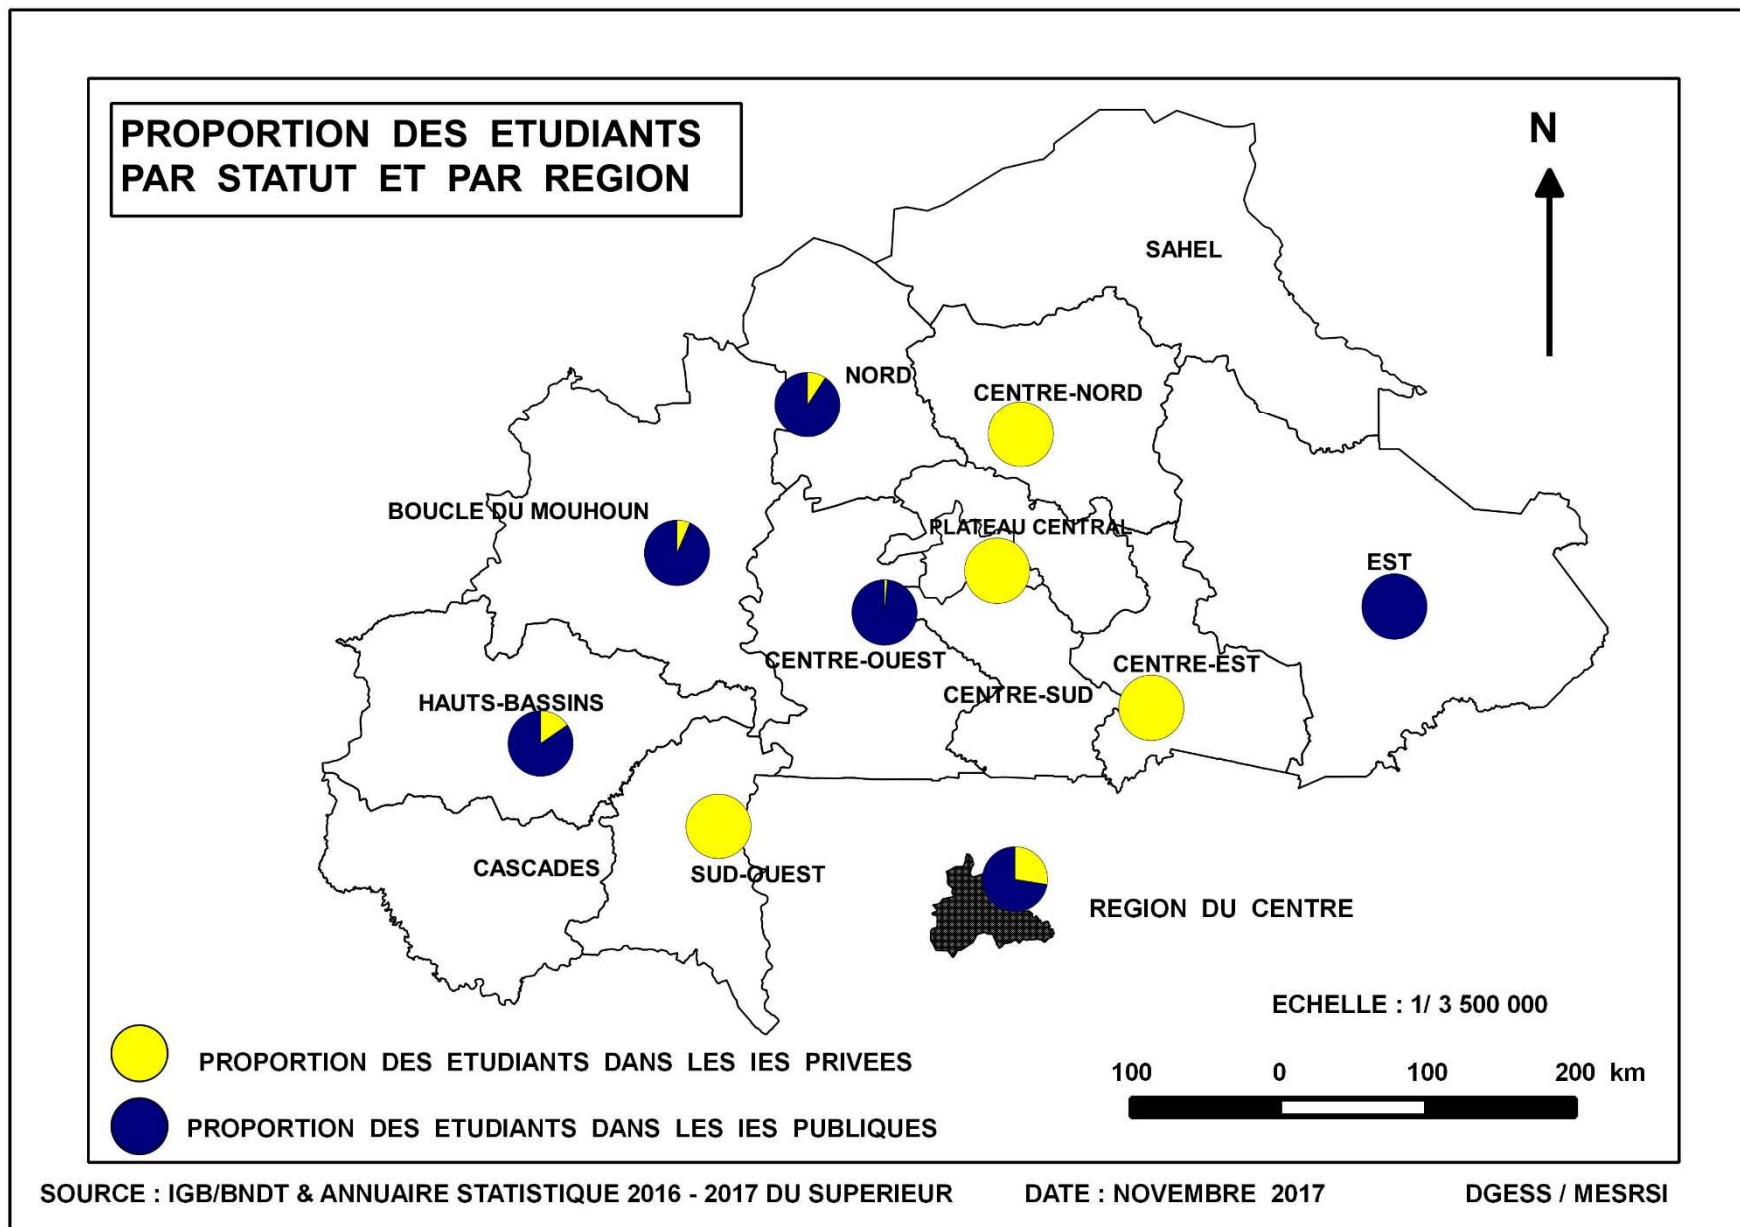 PROPORTION DES ETUDIANTS
PAR STATUT ET PAR REGION
N
SAHEL
NORD
CENTRE-NORD
BOUCLE DU MOUHOUN
PLATEAU CENTRAL
EST
CENTRE-OUEST
CENTRE-EST
CENTRE-SUD
HAUTS-BASSINS
CASCADES
SUD-OUEST
REGION DU CENTRE
ECHELLE : 1/ 3 500 000
PROPORTION DES ETUDIANTS DANS LES IES PRIVEES
100 0 100 200 km
PROPORTION DES ETUDIANTS DANS LES IES PUBLIQUES
SOURCE : IGB/BNDT & ANNUAIRE STATISTIQUE 2016 - 2017 DU SUPERIEUR DATE : NOVEMBRE 2017 DGESS / MESRSI